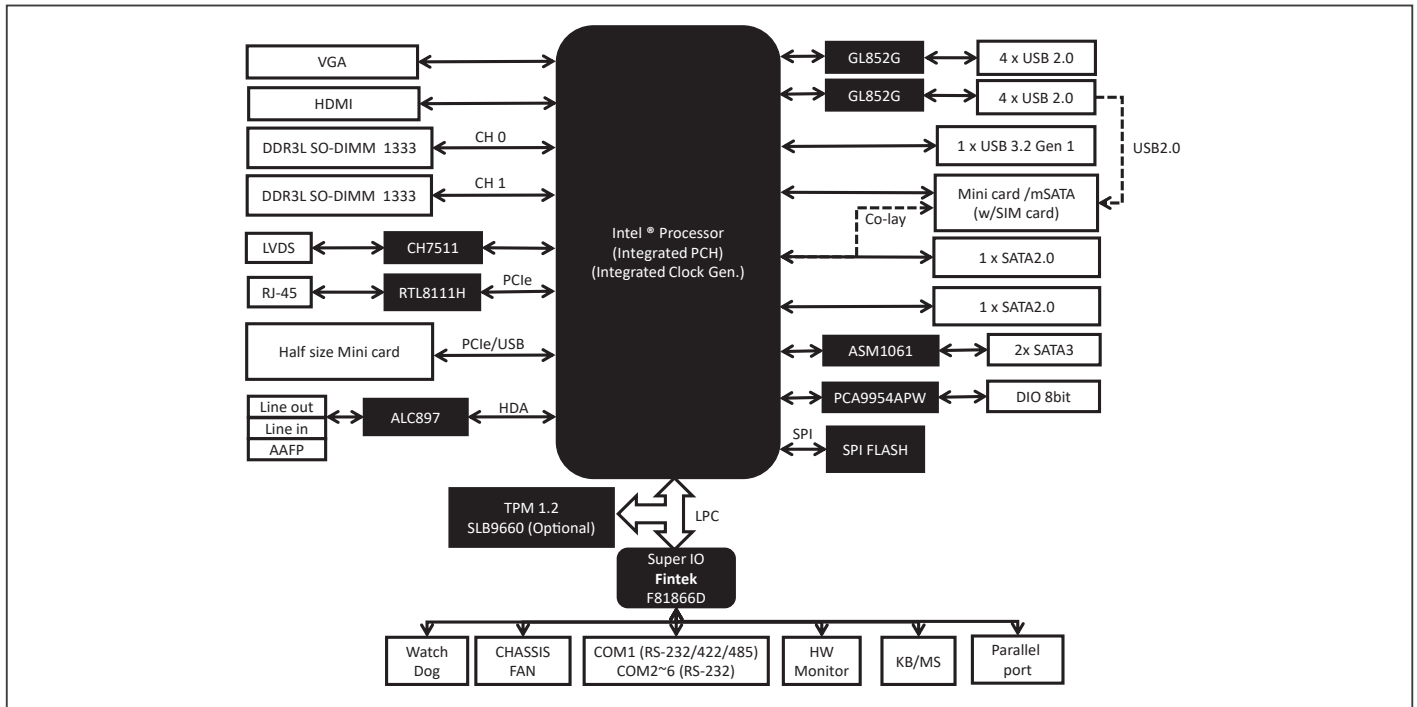 VGA
HDMI
DDR3L SO-DIMM 1333
CH 0
DDR3L SO-DIMM 1333
CH 1
LVDS
CH7511
RJ-45
RTL8111H
PCIe
Half size Mini card
PCIe/USB
Line out
Line in
AAFP
ALC897
HDA
Intel ® Processor
(Integrated PCH)
(Integrated Clock Gen.)
GL852G
4 x USB 2.0
GL852G
4 x USB 2.0
USB2.0
1 x USB 3.2 Gen 1
Mini card /mSATA
(w/SIM card)
Co-lay
1 x SATA2.0
1 x SATA2.0
ASM1061
2x SATA3
PCA9954APW
DIO 8bit
SPI
SPI FLASH
TPM 1.2
SLB9660 (Optional)
LPC
Super IO
Fintek
F81866D
Watch
Dog
CHASSIS
FAN
COM1 (RS-232/422/485)
COM2~6 (RS-232)
HW
Monitor
KB/MS
Parallel
port